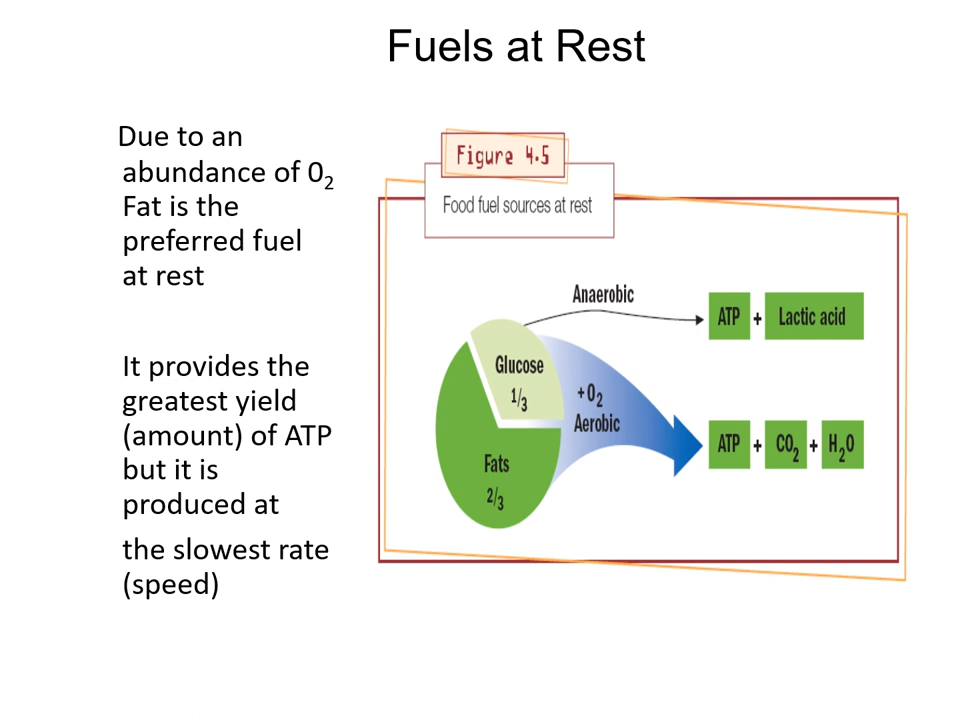 Fuels at Rest
Due to an
abundance of 0₂
Fat is the
preferred fuel
at rest
It provides the
greatest yield
(amount) of ATP
but it is
produced at
the slowest rate
(speed)
Figure 4.5
Food fuel sources at rest
Anaerobic
ATP + Lactic acid
Glucose
1/3
+O₂
Aerobic
ATP + CO₂ + H₂O
Fats
2/3